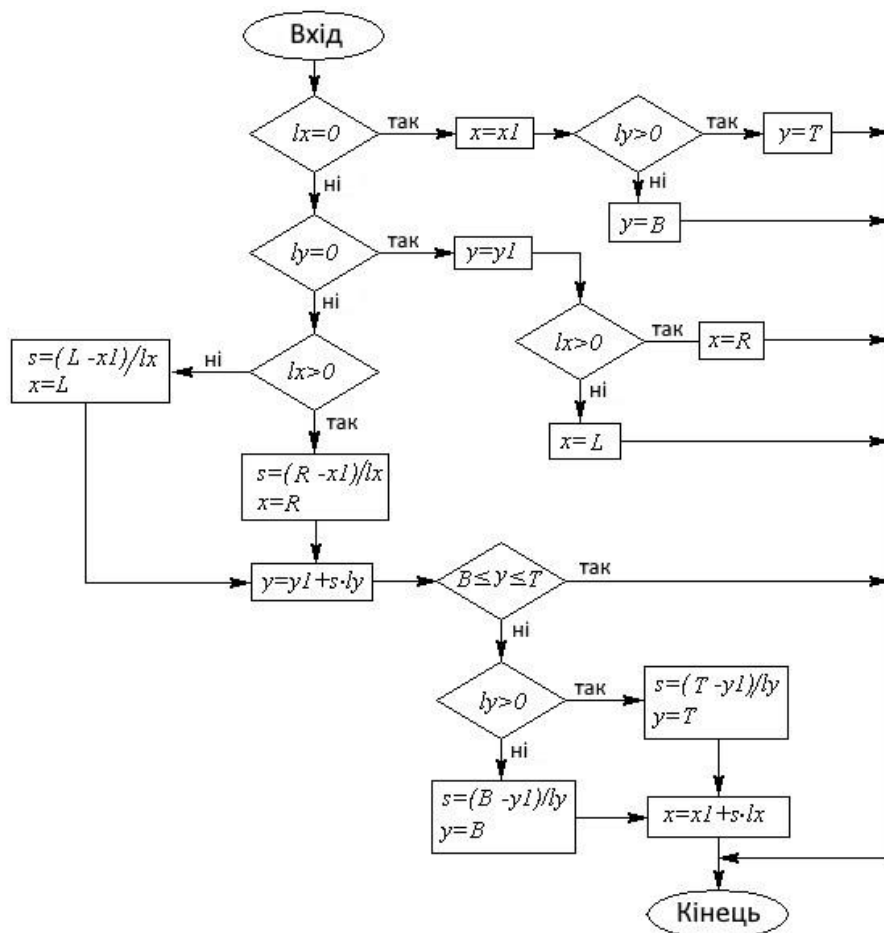 Вхід
lx=0
так
x=x1
ly>0
так
y=T
ні
ні
y=B
ly=0
так
y=y1
ні
lx>0
так
x=R
s=(L -x1)/lx
x=L
ні
lx>0
ні
так
x=L
s=(R -x1)/lx
x=R
y=y1+s·ly
B≤y≤T
так
ні
ly>0
так
s=(T -y1)/ly
y=T
ні
s=(B -y1)/ly
y=B
x=x1+s·lx
Кінець